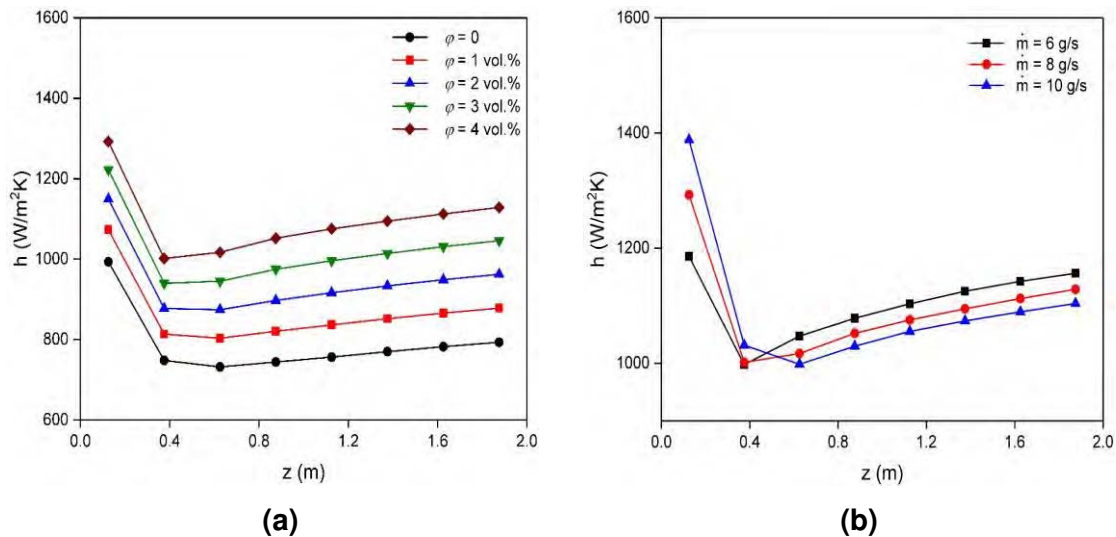 1600
1400
1200
1000
800
600
h (W/m²K)
0.0 0.4 0.8 1.2 1.6 2.0
z (m)
φ = 0
φ = 1 vol.%
φ = 2 vol.%
φ = 3 vol.%
φ = 4 vol.%
(a)
1600
1400
1200
1000
h (W/m²K)
0.0 0.4 0.8 1.2 1.6 2.0
z (m)
ṁ = 6 g/s
ṁ = 8 g/s
ṁ = 10 g/s
(b)